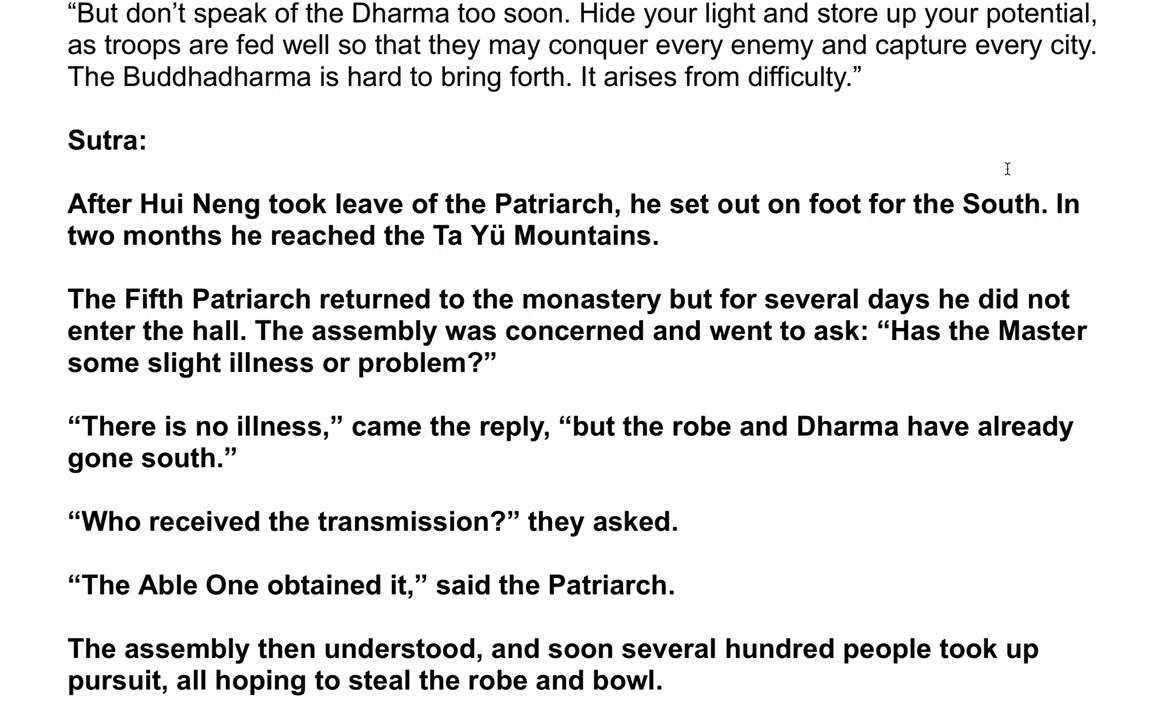 “But don’t speak of the Dharma too soon. Hide your light and store up your potential,
as troops are fed well so that they may conquer every enemy and capture every city.
The Buddhadharma is hard to bring forth. It arises from difficulty.”
Sutra:
After Hui Neng took leave of the Patriarch, he set out on foot for the South. In
two months he reached the Ta Yü Mountains.
The Fifth Patriarch returned to the monastery but for several days he did not
enter the hall. The assembly was concerned and went to ask: “Has the Master
some slight illness or problem?”
“There is no illness,” came the reply, “but the robe and Dharma have already
gone south.”
“Who received the transmission?” they asked.
“The Able One obtained it,” said the Patriarch.
The assembly then understood, and soon several hundred people took up
pursuit, all hoping to steal the robe and bowl.